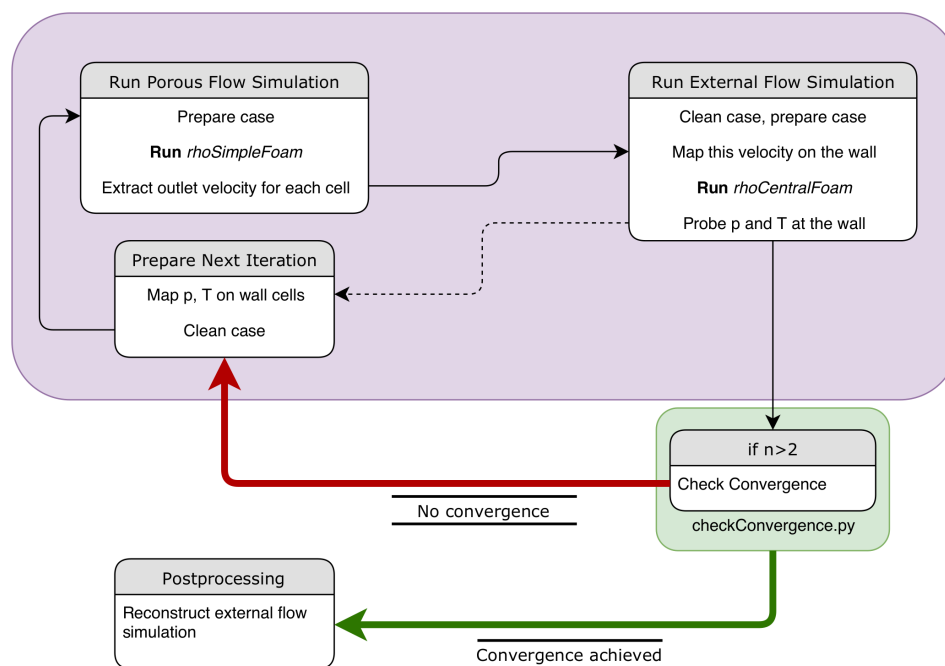 Run Porous Flow Simulation
Prepare case
Run rhoSimpleFoam
Extract outlet velocity for each cell
Run External Flow Simulation
Clean case, prepare case
Map this velocity on the wall
Run rhoCentralFoam
Probe p and T at the wall
Prepare Next Iteration
Map p, T on wall cells
Clean case
if n>2
Check Convergence
checkConvergence.py
No convergence
Postprocessing
Reconstruct external flow
simulation
Convergence achieved